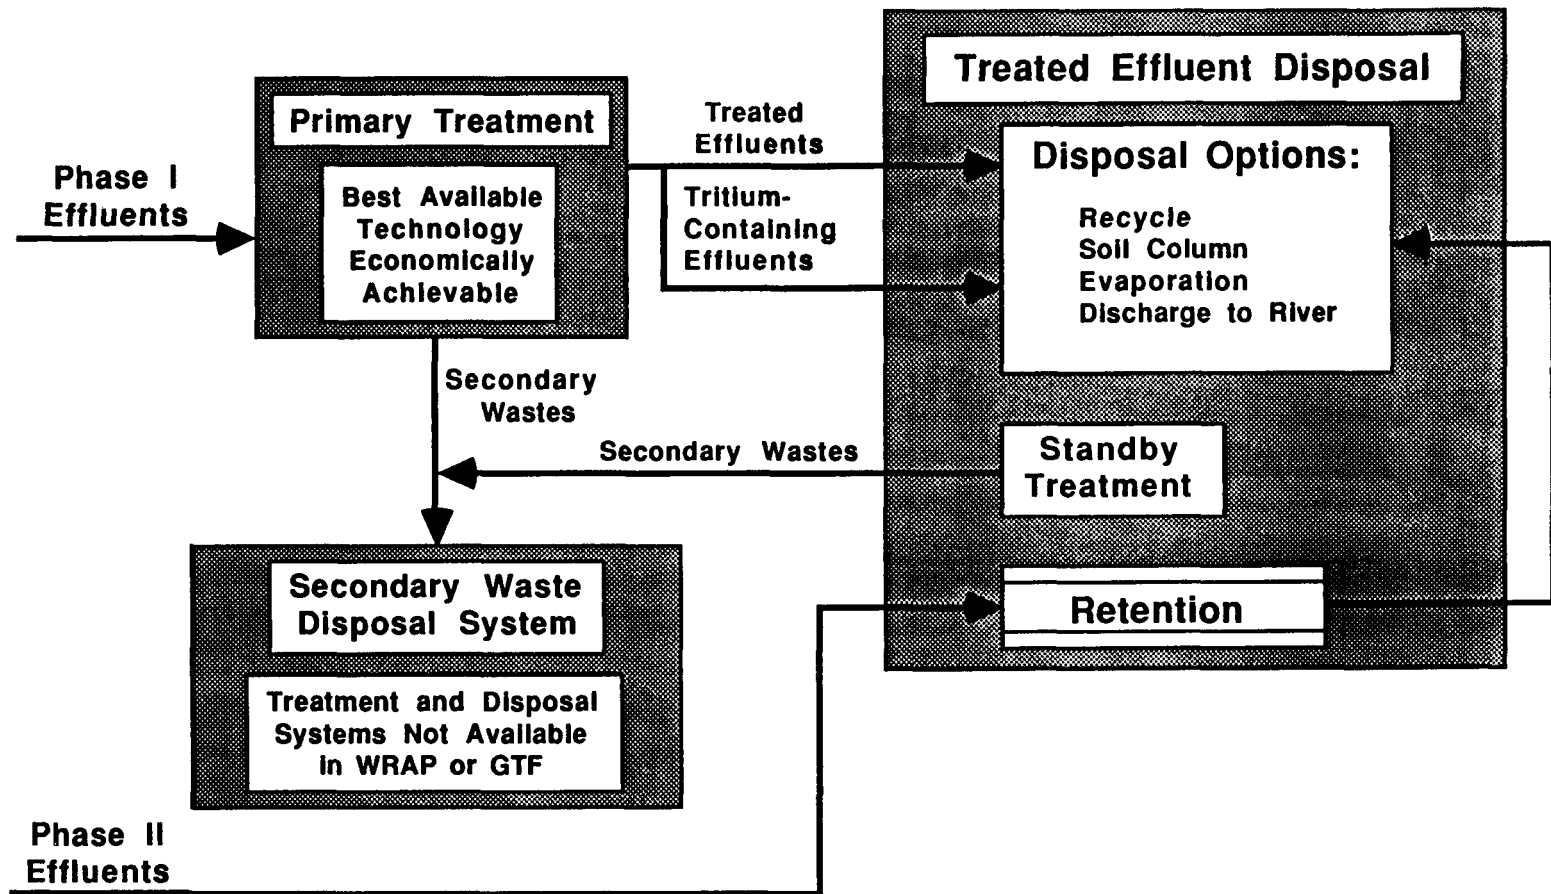 Treated Effluent Disposal
Primary Treatment
Best Available
Technology
Economically
Achievable
Phase I
Effluents
Treated
Effluents
Tritium-
Containing
Effluents
Disposal Options:
Recycle
Soil Column
Evaporation
Discharge to River
Secondary
Wastes
Secondary Wastes
Standby
Treatment
Secondary Waste
Disposal System
Treatment and Disposal
Systems Not Available
in WRAP or GTF
Retention
Phase II
Effluents